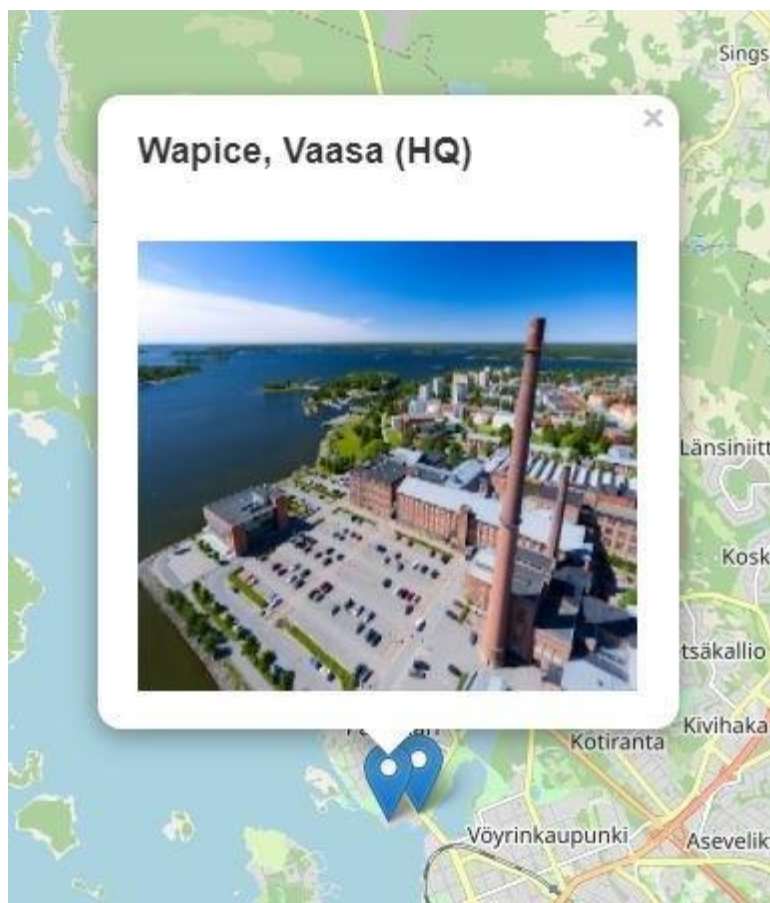 Sings
×
Wapice, Vaasa (HQ)
Länsiniitt
Kosk
tsäkallio
Kivihaka
Kotiranta
Vöyrinkaupunki
Asevelik